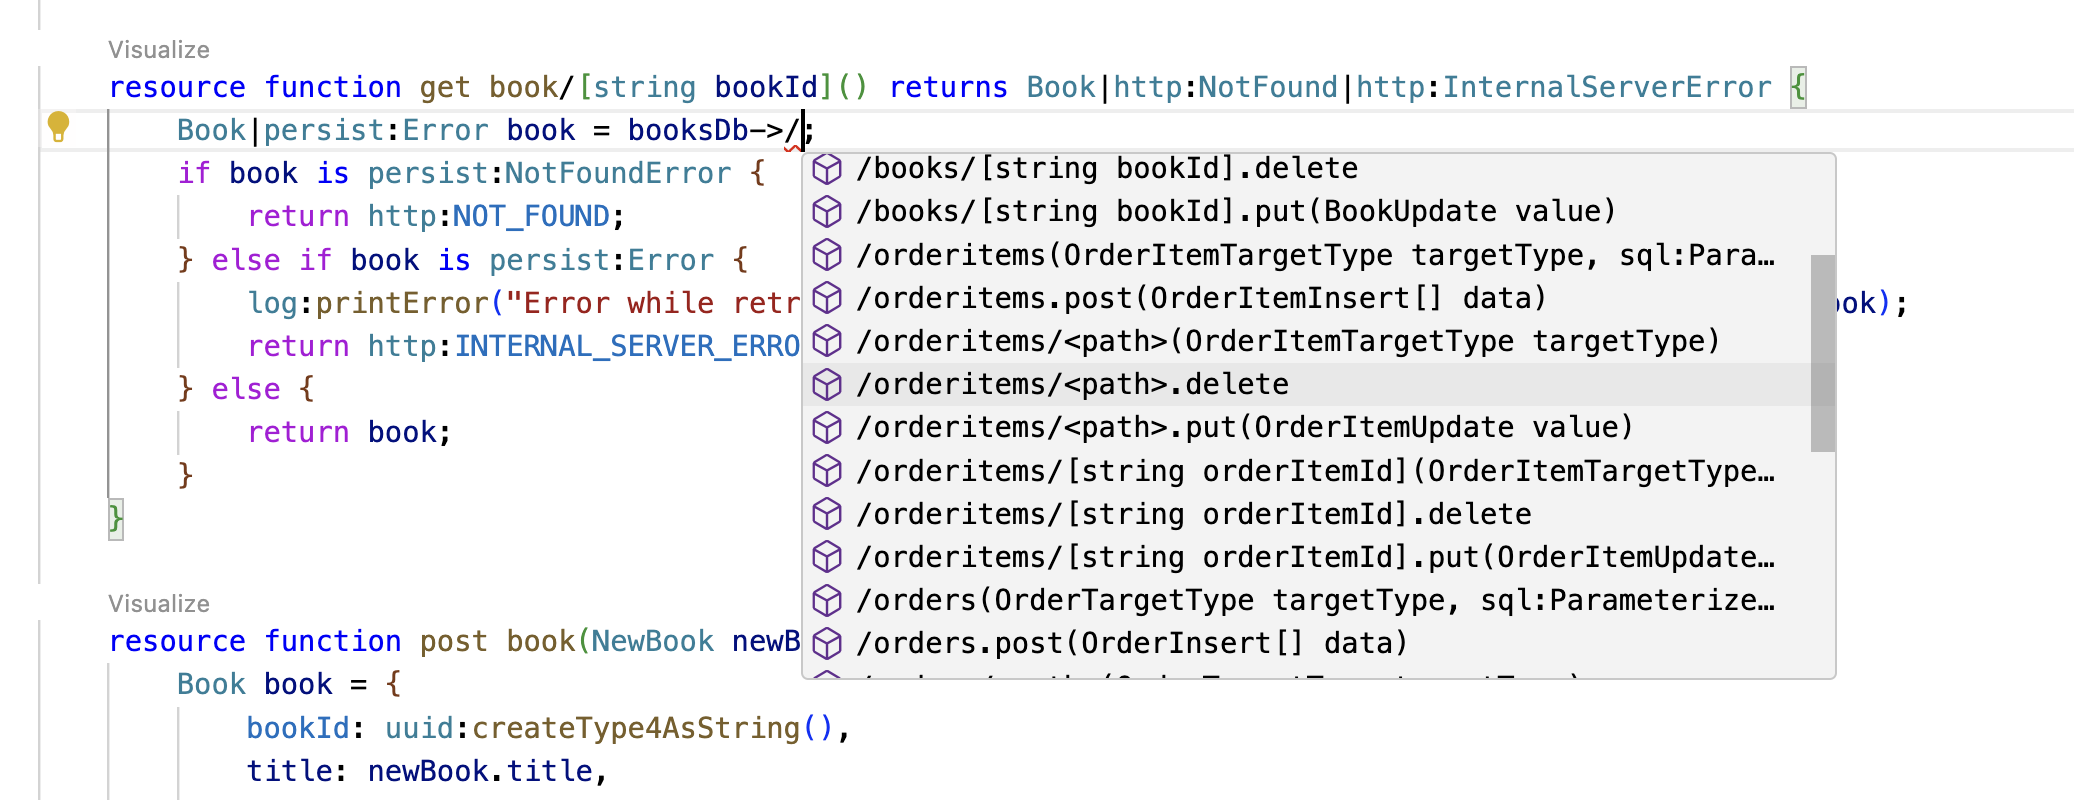 Visualize
resource function get book/[string bookId]() returns Book|http:NotFound|http:InternalServerError {
    Book|persist:Error book = booksDb->/;
    if book is persist:NotFoundError {
        return http:NOT_FOUND;
    } else if book is persist:Error {
        log:printError("Error while retr
ok);
        return http:INTERNAL_SERVER_ERRO
    } else {
        return book;
    }
}
/books/[string bookId].delete
/books/[string bookId].put(BookUpdate value)
/orderitems(OrderItemTargetType targetType, sql:Para…
/orderitems.post(OrderItemInsert[] data)
/orderitems/<path>(OrderItemTargetType targetType)
/orderitems/<path>.delete
/orderitems/<path>.put(OrderItemUpdate value)
/orderitems/[string orderItemId](OrderItemTargetType…
/orderitems/[string orderItemId].delete
/orderitems/[string orderItemId].put(OrderItemUpdate…
/orders(OrderTargetType targetType, sql:Parameterize…
/orders.post(OrderInsert[] data)
Visualize
resource function post book(NewBook newB
    Book book = {
        bookId: uuid:createType4AsString(),
        title: newBook.title,